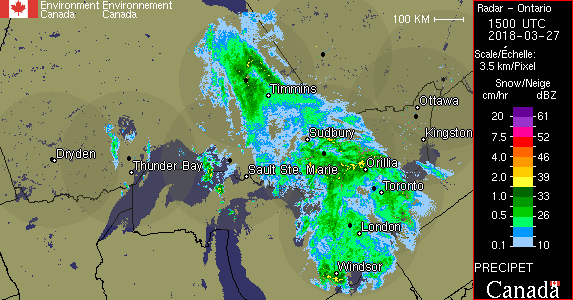 Environment Environnement
Canada Canada
100 KM
Timmins
Ottawa
Sudbury
Kingston
Dryden
Thunder Bay
Sault Ste. Marie
Orillia
Toronto
London
Windsor
Radar - Ontario
1500 UTC
2018-03-27
Scale/Échelle:
3.5 km/Pixel
Snow/Neige
cm/hr dBZ
20 61
7.5 52
4.0 46
2.0 39
1.0 33
0.5 26
0.1 10
PRECIPET
Canada